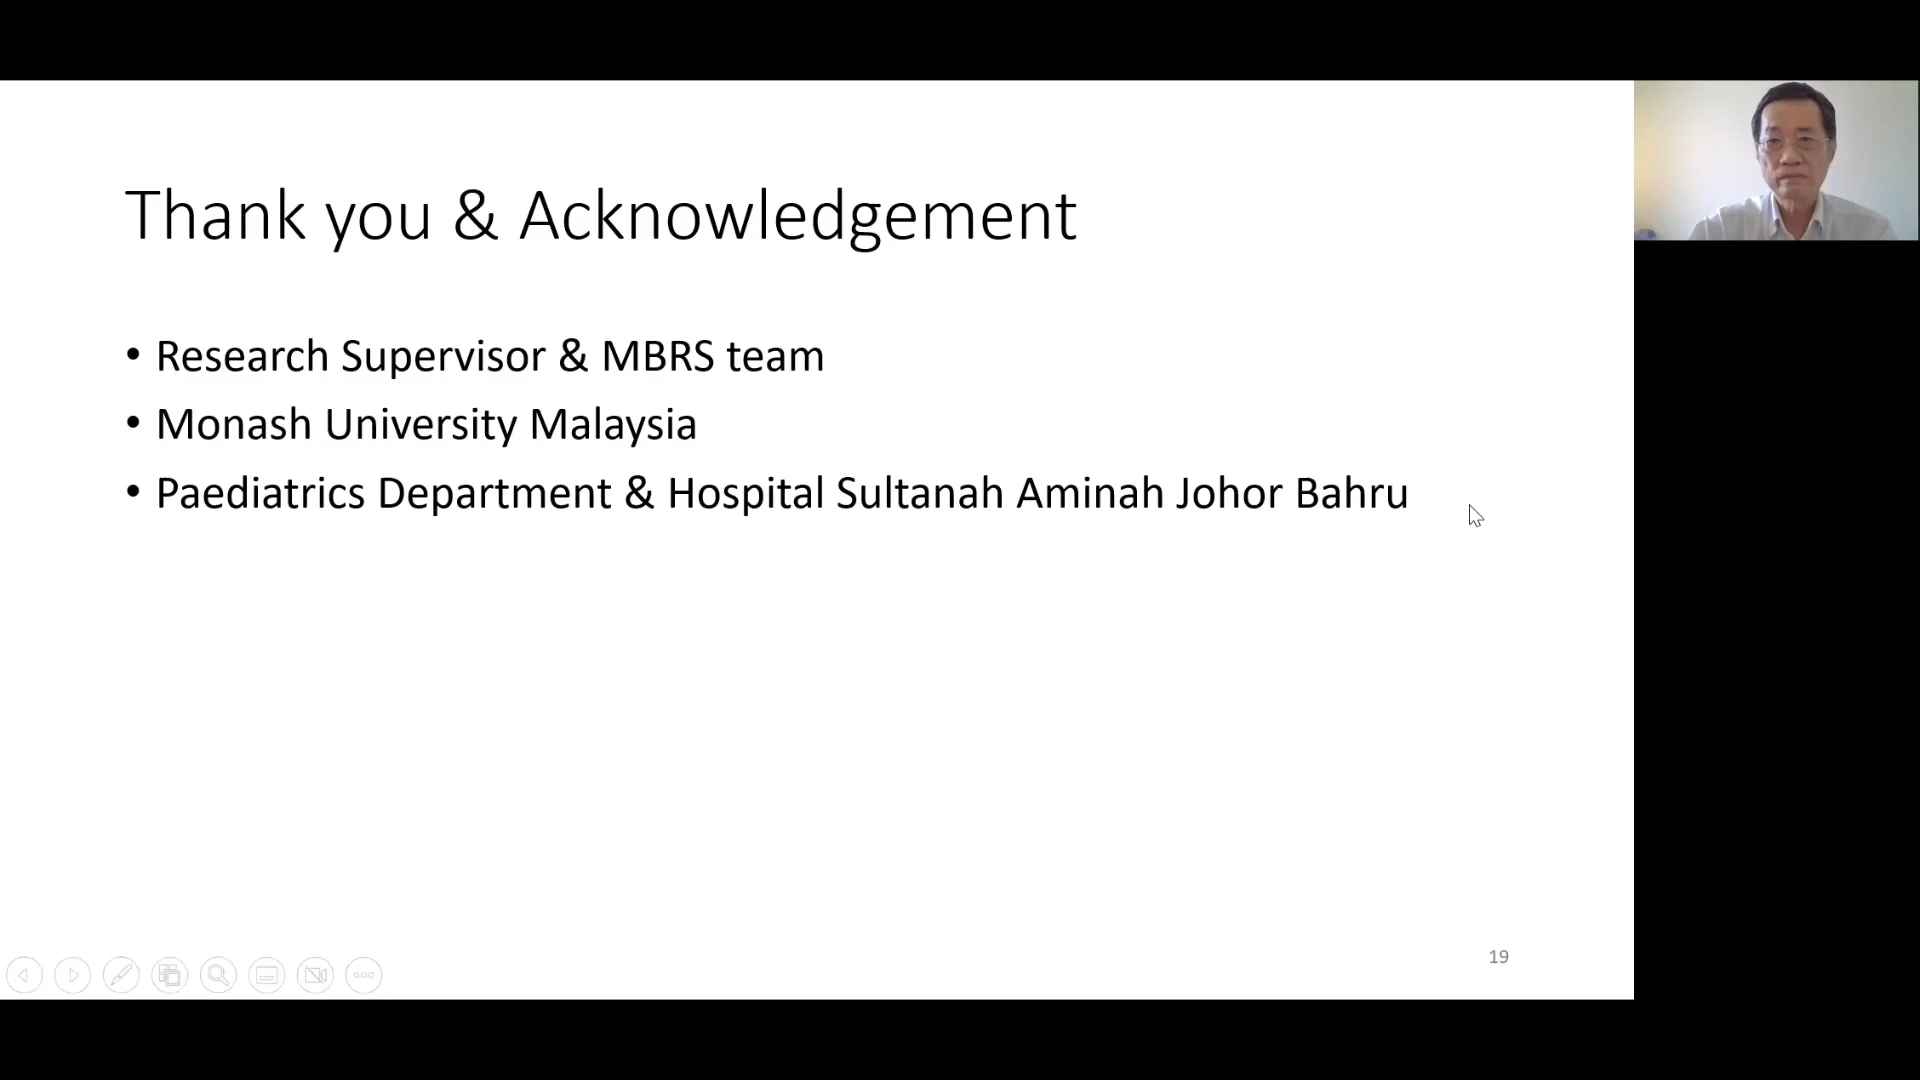 Thank you & Acknowledgement
• Research Supervisor & MBRS team
• Monash University Malaysia
• Paediatrics Department & Hospital Sultanah Aminah Johor Bahru
19